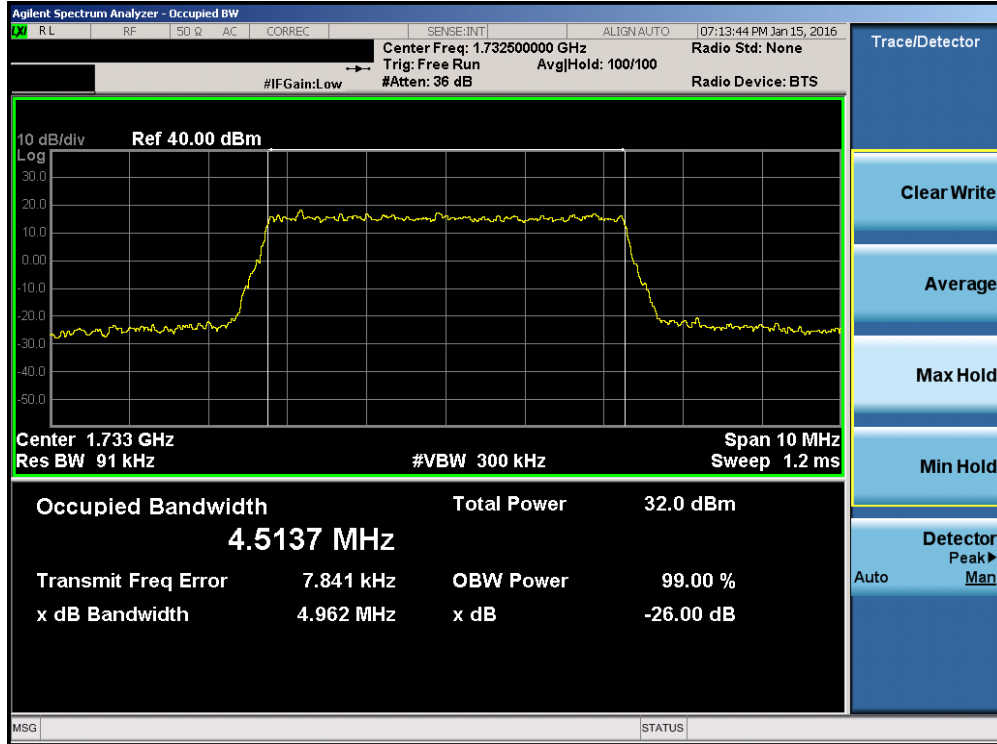 Agilent Spectrum Analyzer - Occupied BW
LXI RL RF 50 Ω AC CORREC SENSE:INT ALIGN AUTO 07:13:44 PM Jan 15, 2016
Center Freq: 1.732500000 GHz Radio Std: None
Trig: Free Run Avg|Hold: 100/100
#IFGain:Low #Atten: 36 dB Radio Device: BTS
10 dB/div Ref 40.00 dBm
Log
30.0
20.0
10.0
0.00
-10.0
-20.0
-30.0
-40.0
-50.0
Center 1.733 GHz Span 10 MHz
Res BW 91 kHz #VBW 300 kHz Sweep 1.2 ms
Occupied Bandwidth Total Power 32.0 dBm
4.5137 MHz
Transmit Freq Error 7.841 kHz OBW Power 99.00 %
x dB Bandwidth 4.962 MHz x dB -26.00 dB
MSG STATUS
Trace/Detector
Clear Write
Average
Max Hold
Min Hold
Detector
Peak▶
Auto Man